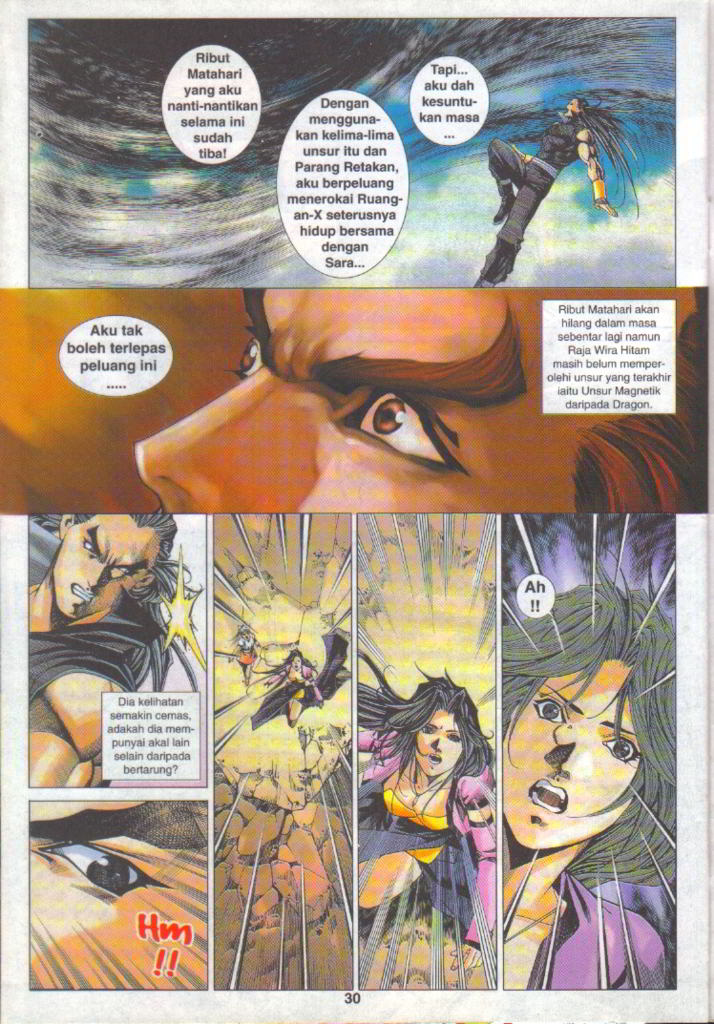 Ribut
Matahari
yang aku
nanti-nantikan
selama ini
sudah
tiba!
Dengan
mengguna-
kan kelima-lima
unsur itu dan
Parang Retakan,
aku berpeluang
menerokai Ruang-
an-X seterusnya
hidup bersama
dengan
Sara...
Tapi...
aku dah
kesuntu-
kan masa
...
Aku tak
boleh terlepas
peluang ini
.....
Ribut Matahari akan
hilang dalam masa
sebentar lagi namun
Raja Wira Hitam
masih belum memper-
olehi unsur yang terakhir
iaitu Unsur Magnetik
daripada Dragon.
Dia kelihatan
semakin cemas,
adakah dia mem-
punyai akal lain
daripada
bertarung?
Hm
!!
Ah
!!
30